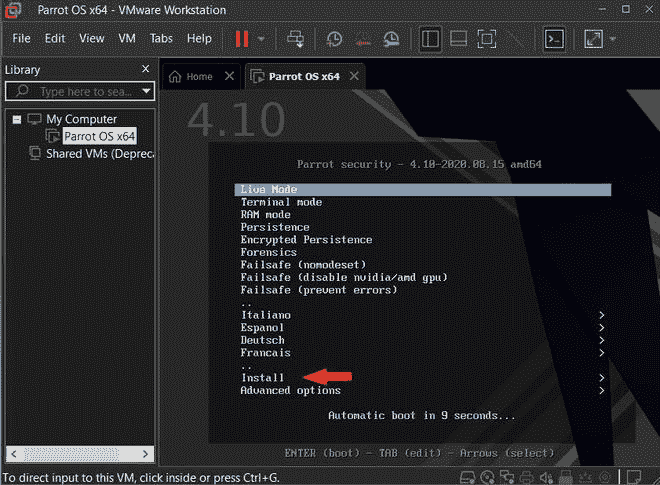 Parrot OS x64 - VMware Workstation
File Edit View VM Tabs Help
Library
Type here to sea...
Home
Parrot OS x64
My Computer
Parrot OS x64
Shared VMs (Depreca
4.10
Parrot security - 4.10-2020.08.15 amd64
Live Mode
Terminal mode
RAM mode
Persistence
Encrypted Persistence
Forensics
Failsafe (nomodeset)
Failsafe (disable nvidia/amd gpu)
Failsafe (prevent errors)
..
Italiano >
Espanol >
Deutsch >
Francais >
..
Install >
Advanced options >
Automatic boot in 9 seconds...
ENTER (boot) - TAB (edit) - Arrows (select)
To direct input to this VM, click inside or press Ctrl+G.